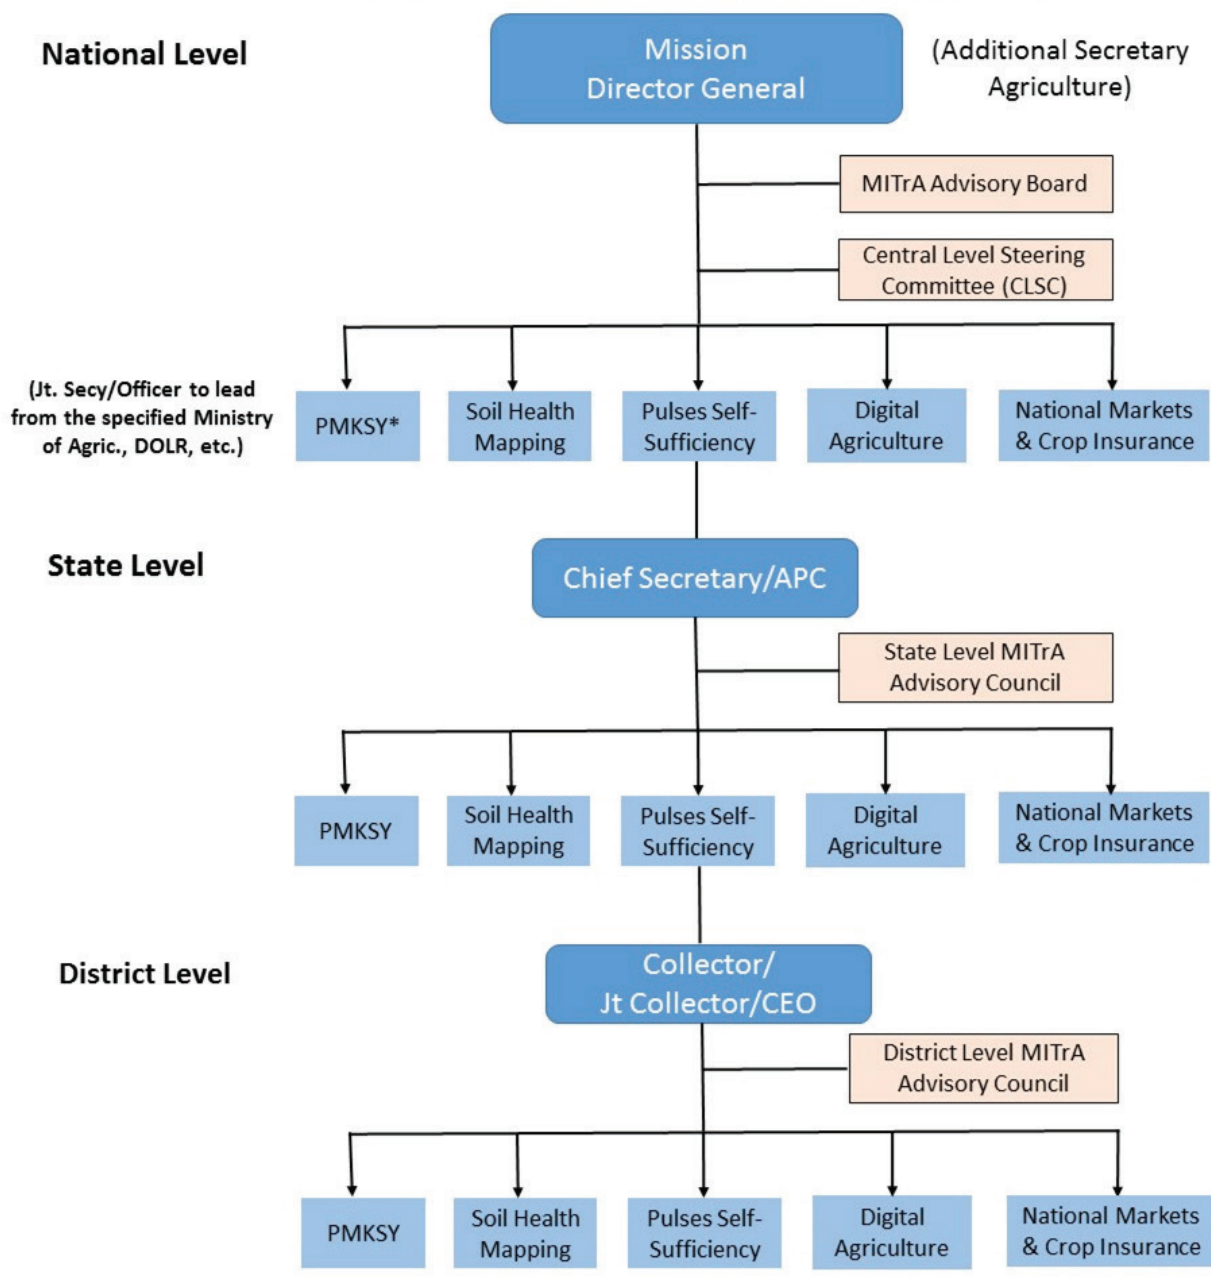 National Level
Mission
Director General
(Additional Secretary
Agriculture)
MITrA Advisory Board
Central Level Steering
Committee (CLSC)
(Jt. Secy/Officer to lead
from the specified Ministry
of Agric., DOLR, etc.)
PMKSY*
Soil Health
Mapping
Pulses Self-
Sufficiency
Digital
Agriculture
National Markets
& Crop Insurance
State Level
Chief Secretary/APC
State Level MITrA
Advisory Council
PMKSY
Soil Health
Mapping
Pulses Self-
Sufficiency
Digital
Agriculture
National Markets
& Crop Insurance
District Level
Collector/
Jt Collector/CEO
District Level MITrA
Advisory Council
PMKSY
Soil Health
Mapping
Pulses Self-
Sufficiency
Digital
Agriculture
National Markets
& Crop Insurance